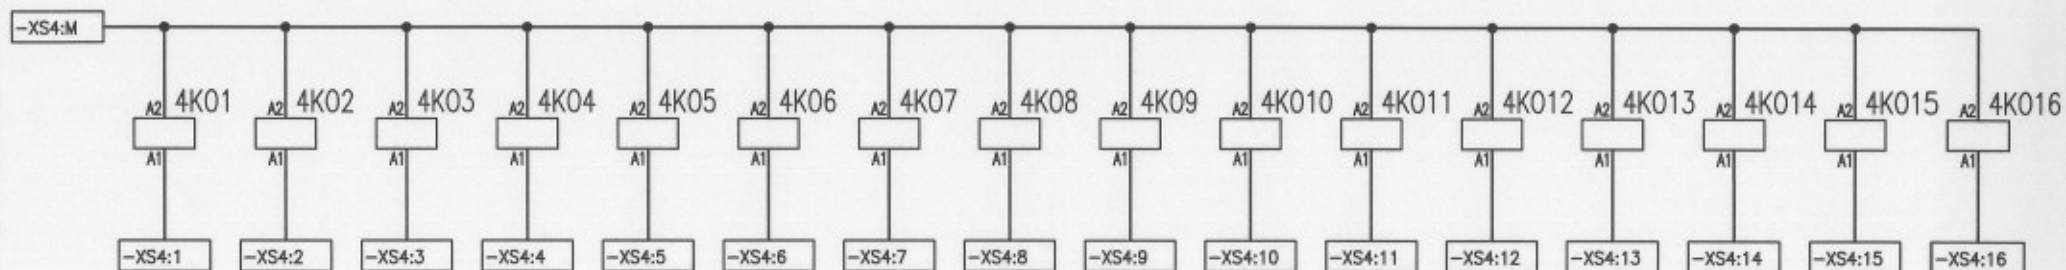 -XS4:M
A2 4K01 A2 4K02 A2 4K03 A2 4K04 A2 4K05 A2 4K06 A2 4K07 A2 4K08 A2 4K09 A2 4K010 A2 4K011 A2 4K012 A2 4K013 A2 4K014 A2 4K015 A2 4K016
A1 A1 A1 A1 A1 A1 A1 A1 A1 A1 A1 A1 A1 A1 A1 A1
-XS4:1 -XS4:2 -XS4:3 -XS4:4 -XS4:5 -XS4:6 -XS4:7 -XS4:8 -XS4:9 -XS4:10 -XS4:11 -XS4:12 -XS4:13 -XS4:14 -XS4:15 -XS4:16